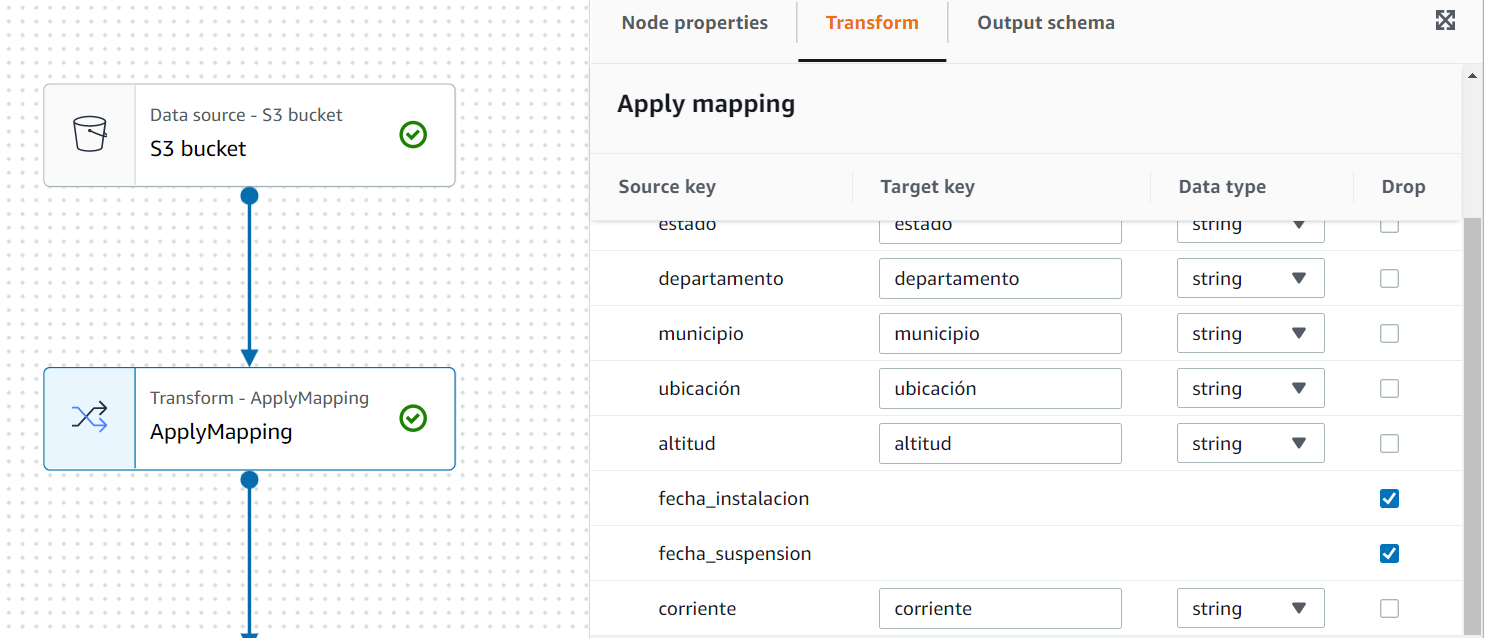 Node properties
Transform
Output schema
Data source - S3 bucket
S3 bucket
Transform - ApplyMapping
ApplyMapping
Apply mapping
Source key Target key Data type Drop
estado estado string
departamento departamento string
municipio municipio string
ubicación ubicación string
altitud altitud string
fecha_instalacion
fecha_suspension
corriente corriente string